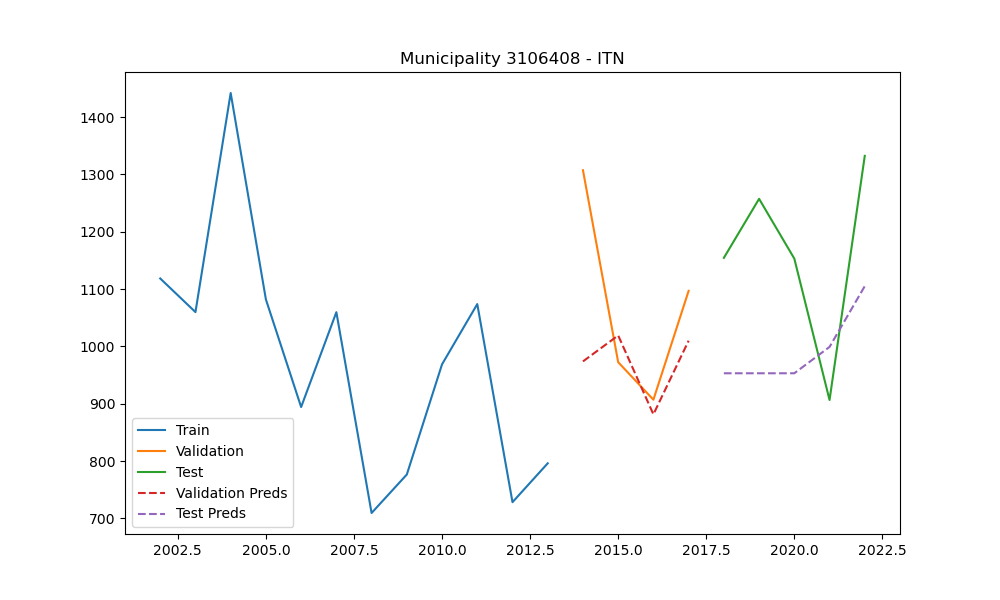 Municipality 3106408 - ITN
1400
1300
1200
1100
1000
900
800
700
Train
Validation
Test
Validation Preds
Test Preds
2002.5 2005.0 2007.5 2010.0 2012.5 2015.0 2017.5 2020.0 2022.5